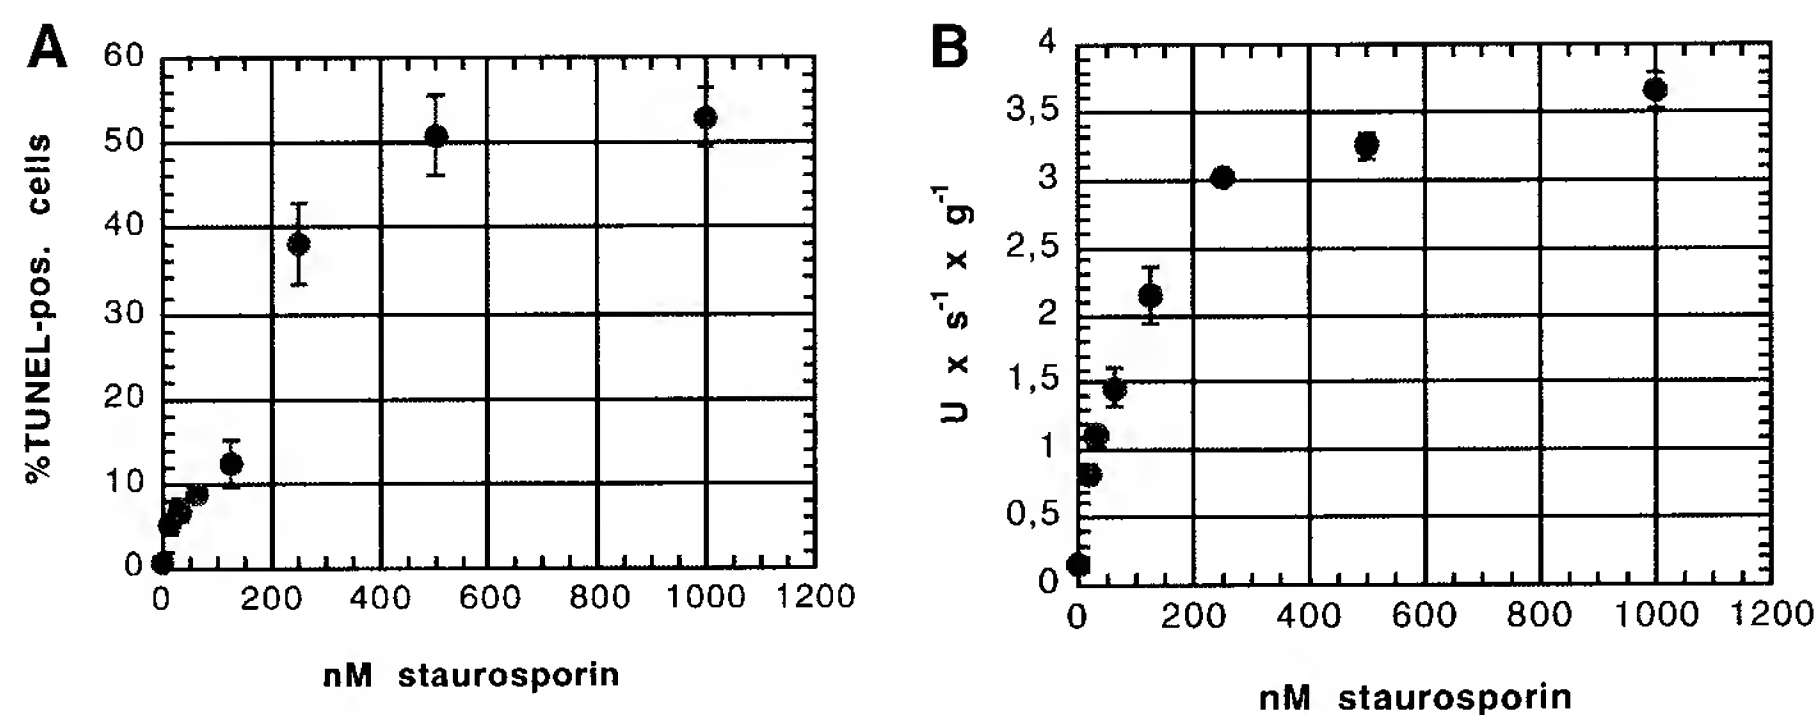 A
%TUNEL-pos. cells
60
50
40
30
20
10
0
0 200 400 600 800 1000 1200
nM staurosporin
B
U x s⁻¹ x g⁻¹
4
3,5
3
2,5
2
1,5
1
0,5
0
0 200 400 600 800 1000 1200
nM staurosporin